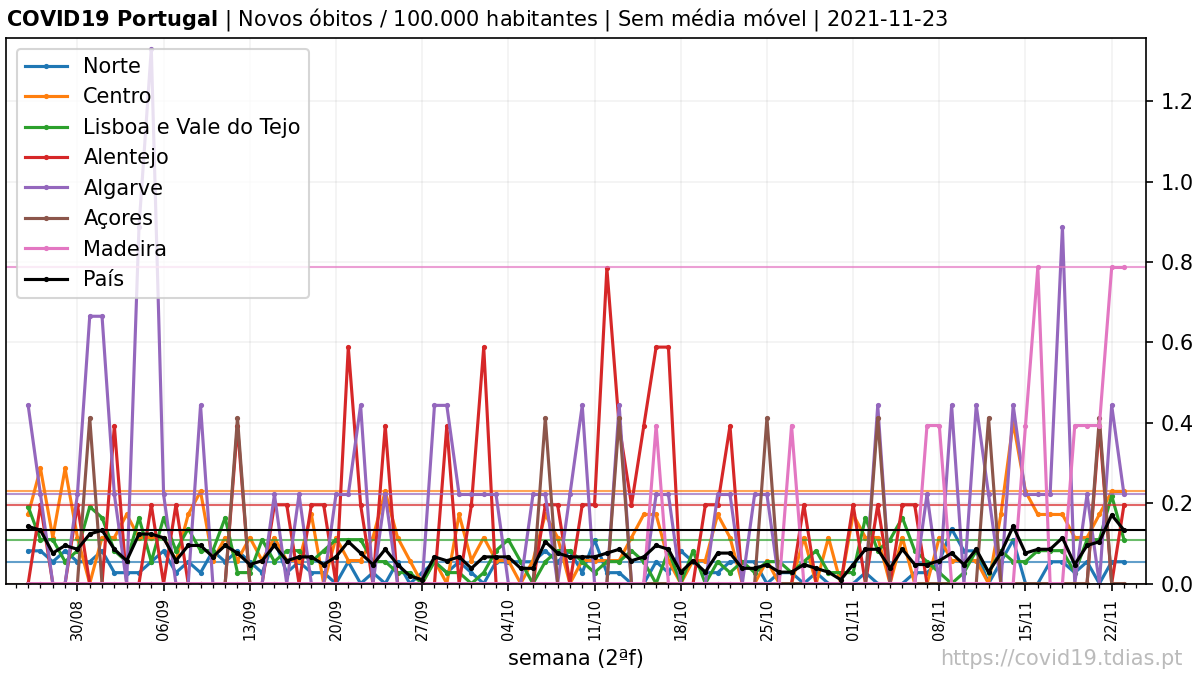 COVID19 Portugal | Novos óbitos / 100.000 habitantes | Sem média móvel | 2021-11-23
Norte
Centro
Lisboa e Vale do Tejo
Alentejo
Algarve
Açores
Madeira
País
1.2
1.0
0.8
0.6
0.4
0.2
0.0
30/08
06/09
13/09
20/09
27/09
04/10
11/10
18/10
25/10
01/11
08/11
15/11
22/11
semana (2ªf)
https://covid19.tdias.pt